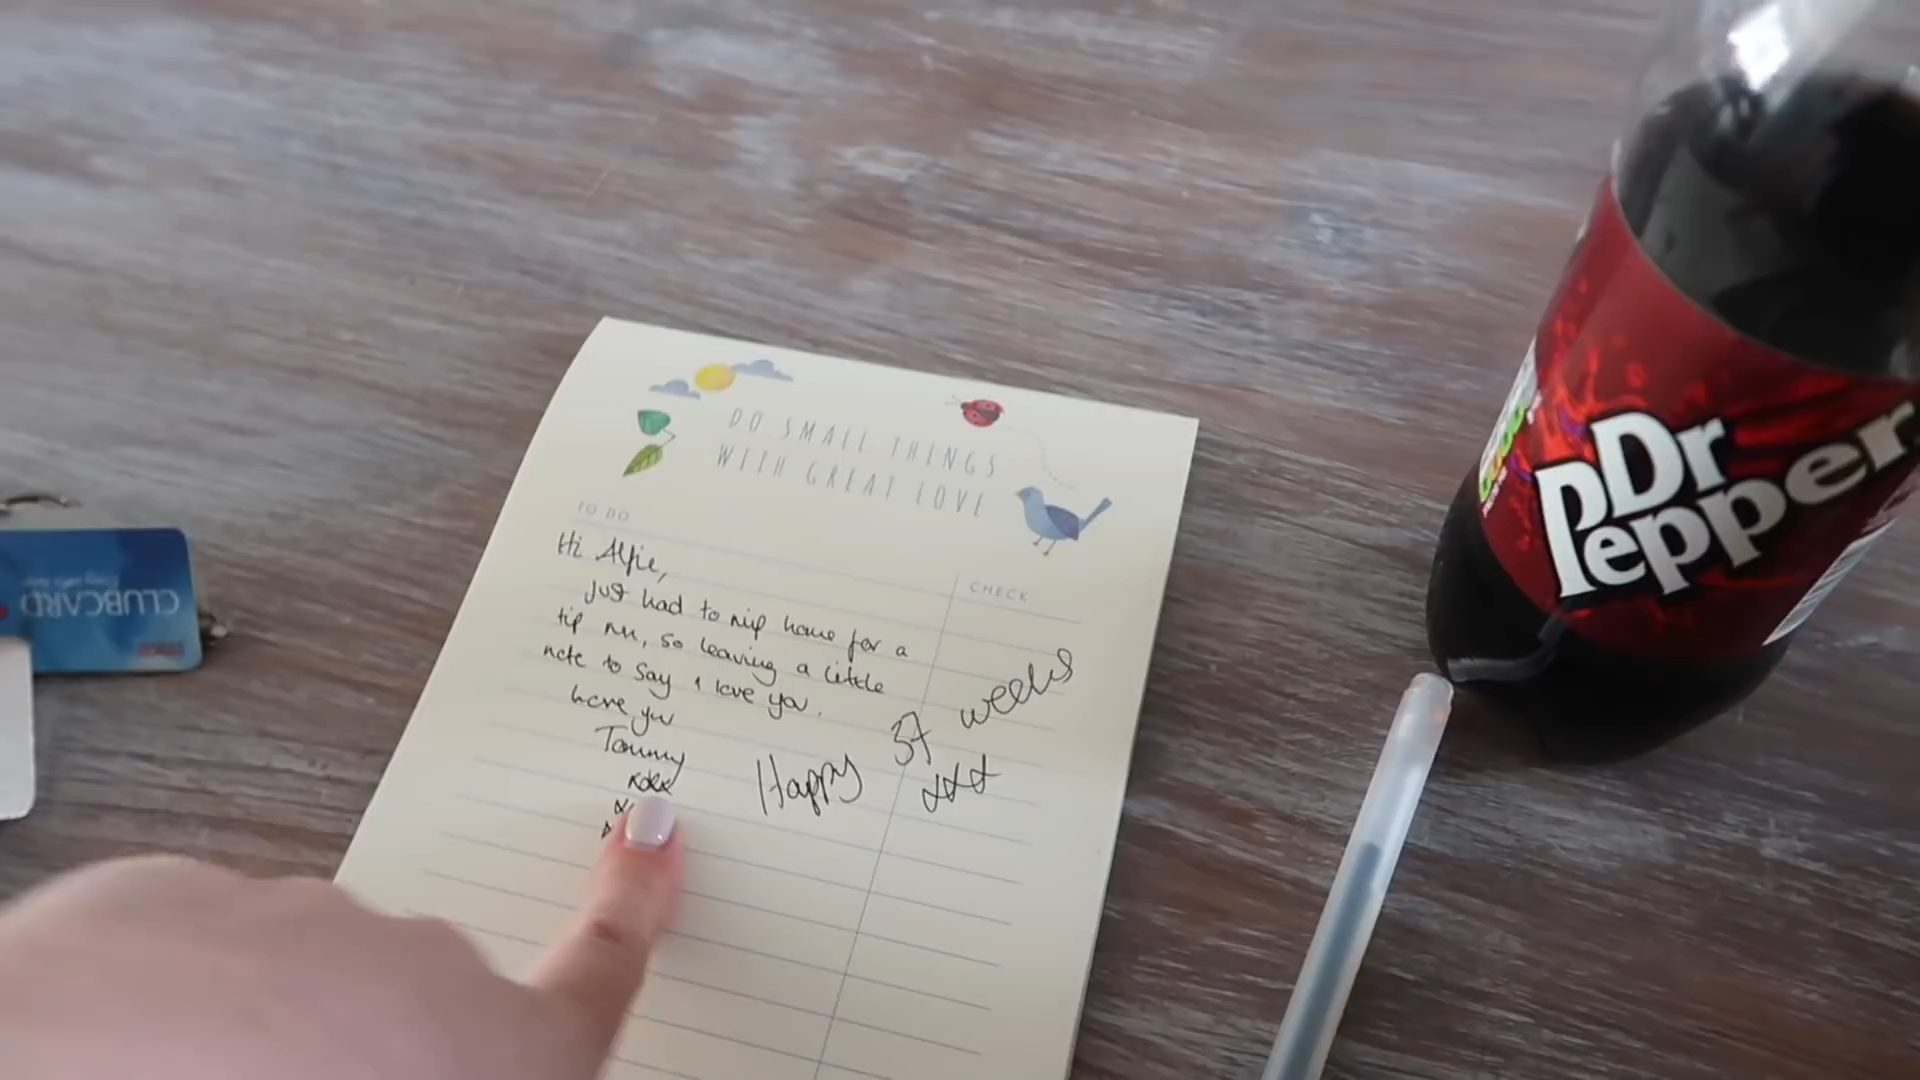 DO SMALL THINGS
WITH GREAT LOVE
TO DO
CHECK
Hi Alfie,
just had to nip home for a
tip run, so leaving a little
note to say I love you.
Love you
Tommy
xxxx
Happy 37 weeks
xxx
Dr
Pepper
CLUBCARD